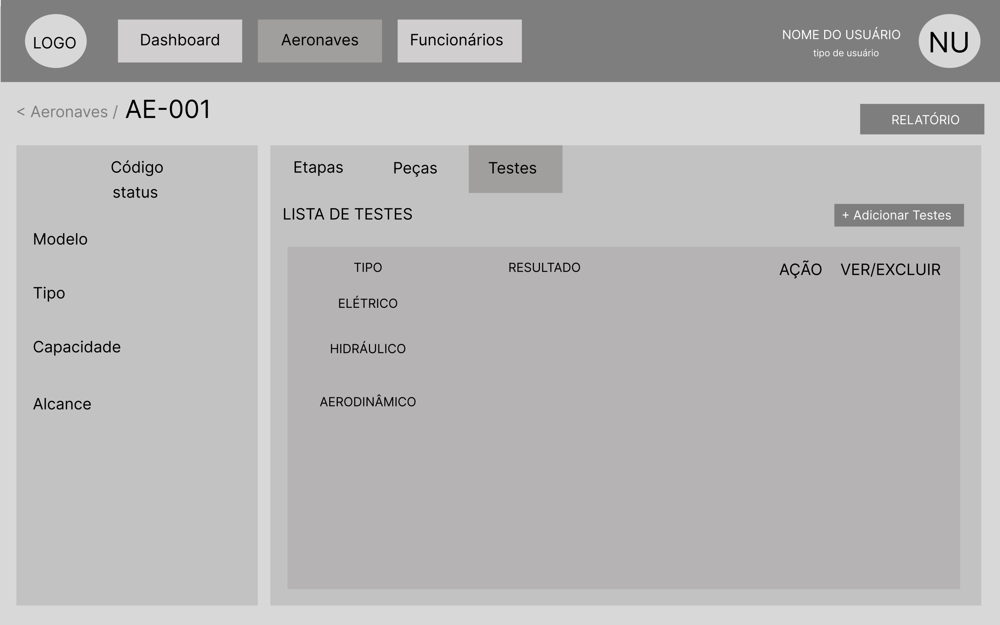 LOGO
Dashboard
Aeronaves
Funcionários
NOME DO USUÁRIO
tipo de usuário
NU
< Aeronaves / AE-001
RELATÓRIO
Código
status
Modelo
Tipo
Capacidade
Alcance
Etapas
Peças
Testes
LISTA DE TESTES
+ Adicionar Testes
TIPO
RESULTADO
AÇÃO
VER/EXCLUIR
ELÉTRICO
HIDRÁULICO
AERODINÂMICO